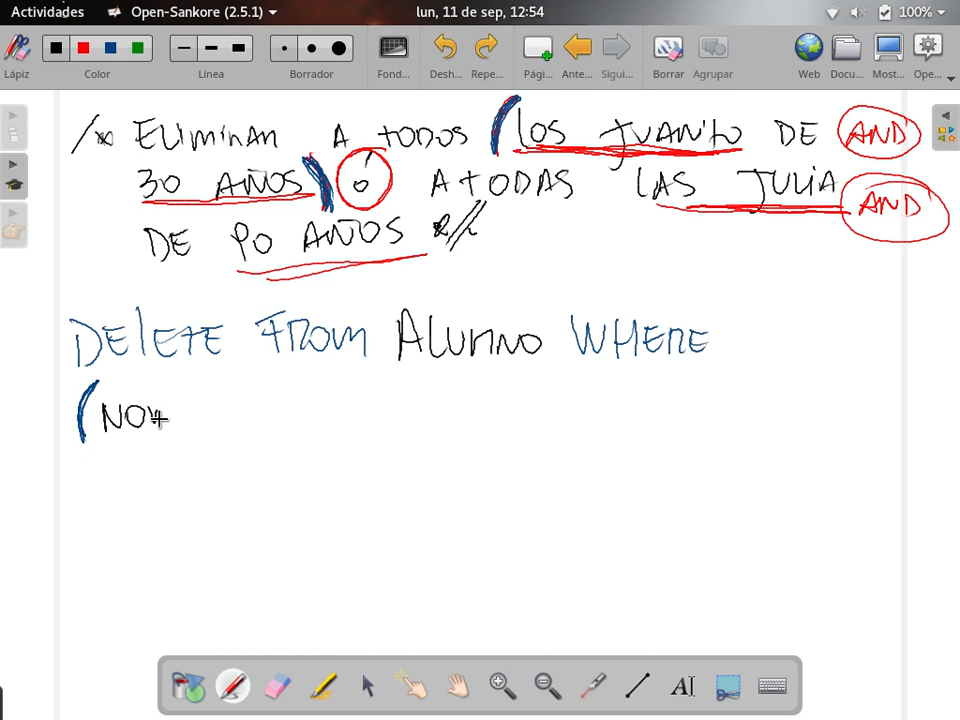 Actividades
Open-Sankore (2.5.1)
lun, 11 de sep, 12:54
100%
Lápiz
Color
Línea
Borrador
Fond...
Desh...
Repe...
Pági...
Ante...
Sigui...
Borrar
Agrupar
Web
Docu...
Most...
Ope...
/* ELIMINAR A TODOS (LOS JUANITO DE AND
30 AÑOS) ó A TODAS LAS JULIA AND
DE 90 AÑOS */
DELETE FROM ALUMNO WHERE
(NO